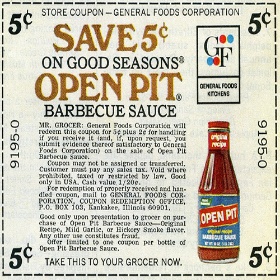 STORE COUPON — GENERAL FOODS CORPORATION
5¢
5¢
SAVE 5¢
ON GOOD SEASONS®
OPEN PIT®
BARBECUE SAUCE
GF
GENERAL FOODS
KITCHENS
MR. GROCER: General Foods Corporation will
redeem this coupon for 5¢ plus 2¢ for handling
if you receive it and, if, upon request, you
submit evidence thereof satisfactory to General
Foods Corporation) on the sale of Open Pit
Barbecue Sauce.
Coupon may not be assigned or transferred.
Customer must pay any sales tax. Void where
prohibited, taxed or restricted by law. Good
only in USA. Cash value 1/20¢.
For redemption of properly received and han-
dled coupon, mail to GENERAL FOODS COR-
PORATION, COUPON REDEMPTION OFFICE,
P.O. BOX 103, Kankakee, Illinois 60901.
Good only upon presentation to grocer on pur-
chase of Open Pit Barbecue Sauce—Original
Recipe, Mild Garlic, or Hickory Smoke flavor.
Any other use constitutes fraud.
Offer limited to one coupon per bottle of
Open Pit Barbecue Sauce.
9195-0
9195-0
original
recipe
OPEN PIT
original recipe
BARBECUE SAUCE
5¢
TAKE THIS TO YOUR GROCER NOW.
5¢